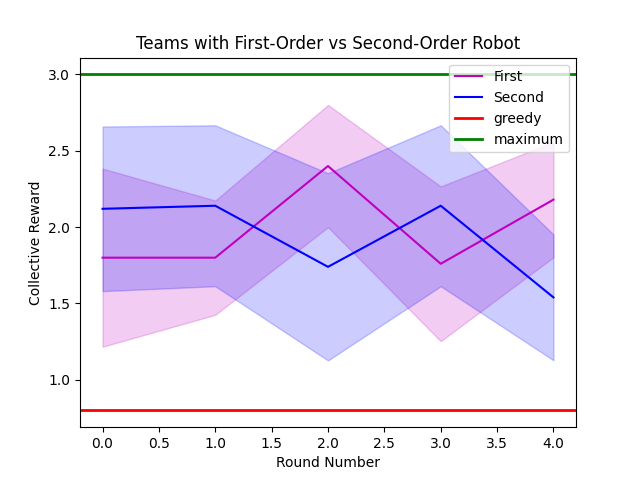 Teams with First-Order vs Second-Order Robot
3.0
2.5
2.0
1.5
1.0
Collective Reward
First
Second
greedy
maximum
0.0 0.5 1.0 1.5 2.0 2.5 3.0 3.5 4.0
Round Number